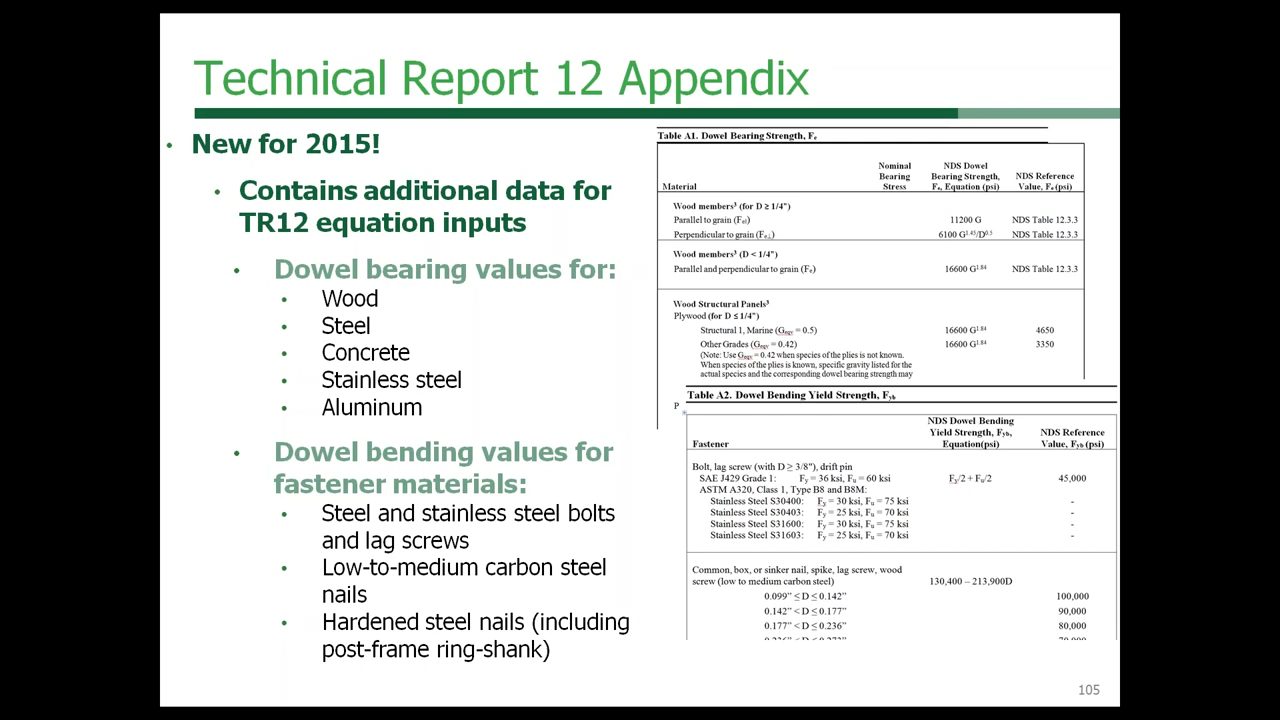 Technical Report 12 Appendix
• New for 2015!
• Contains additional data for
TR12 equation inputs
• Dowel bearing values for:
• Wood
• Steel
• Concrete
• Stainless steel
• Aluminum
• Dowel bending values for
fastener materials:
• Steel and stainless steel bolts
and lag screws
• Low-to-medium carbon steel
nails
• Hardened steel nails (including
post-frame ring-shank)
Table A1. Dowel Bearing Strength, Fe
Material
Nominal
Bearing
Stress
NDS Dowel
Bearing Strength,
Fe, Equation (psi)
NDS Reference
Value, Fe (psi)
Wood members³ (for D ≥ 1/4")
Parallel to grain (Fe∥) 11200 G NDS Table 12.3.3
Perpendicular to grain (Fe⊥) 6100 G^1.45/D^0.5 NDS Table 12.3.3
Wood members³ (D < 1/4")
Parallel and perpendicular to grain (Fe) 16600 G^1.84 NDS Table 12.3.3
Wood Structural Panels³
Plywood (for D ≤ 1/4")
Structural 1, Marine (Geqv = 0.5) 16600 G^1.84 4650
Other Grades (Geqv = 0.42) 16600 G^1.84 3350
(Note: Use Geqv = 0.42 when species of the plies is not known.
When species of the plies is known, specific gravity listed for the
actual species and the corresponding dowel bearing strength may
P
Table A2. Dowel Bending Yield Strength, Fyb
Fastener
NDS Dowel Bending
Yield Strength, Fyb,
Equation(psi)
NDS Reference
Value, Fyb (psi)
Bolt, lag screw (with D ≥ 3/8"), drift pin
SAE J429 Grade 1: Fy = 36 ksi, Fu = 60 ksi Fy/2 + Fu/2 45,000
ASTM A320, Class 1, Type B8 and B8M:
Stainless Steel S30400: Fy = 30 ksi, Fu = 75 ksi -
Stainless Steel S30403: Fy = 25 ksi, Fu = 70 ksi -
Stainless Steel S31600: Fy = 30 ksi, Fu = 75 ksi -
Stainless Steel S31603: Fy = 25 ksi, Fu = 70 ksi -
Common, box, or sinker nail, spike, lag screw, wood
screw (low to medium carbon steel) 130,400 – 213,900D
0.099" ≤ D ≤ 0.142" 100,000
0.142" < D ≤ 0.177" 90,000
0.177" < D ≤ 0.236" 80,000
105